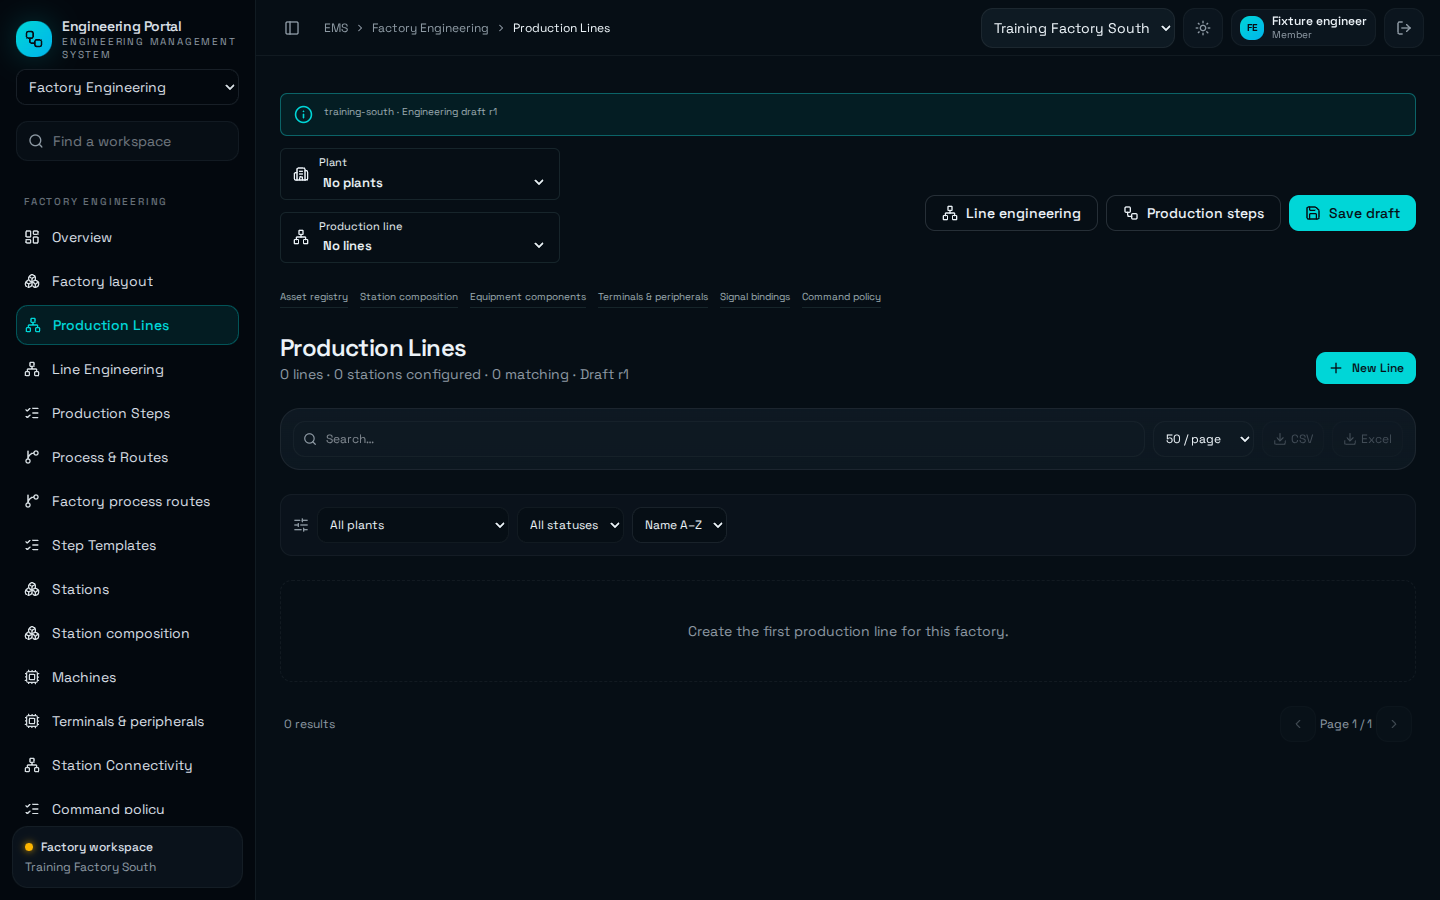 Engineering Portal
ENGINEERING MANAGEMENT
SYSTEM
Factory Engineering
Find a workspace
FACTORY ENGINEERING
Overview
Factory layout
Production Lines
Line Engineering
Production Steps
Process & Routes
Factory process routes
Step Templates
Stations
Station composition
Machines
Terminals & peripherals
Station Connectivity
Command policy
Factory workspace
Training Factory South
EMS > Factory Engineering > Production Lines
Training Factory South
FE
Fixture engineer
Member
training-south · Engineering draft r1
Plant
No plants
Production line
No lines
Line engineering
Production steps
Save draft
Asset registry Station composition Equipment components Terminals & peripherals Signal bindings Command policy
Production Lines
0 lines · 0 stations configured · 0 matching · Draft r1
New Line
Search...
50 / page
CSV
Excel
All plants
All statuses
Name A–Z
Create the first production line for this factory.
0 results
Page 1 / 1